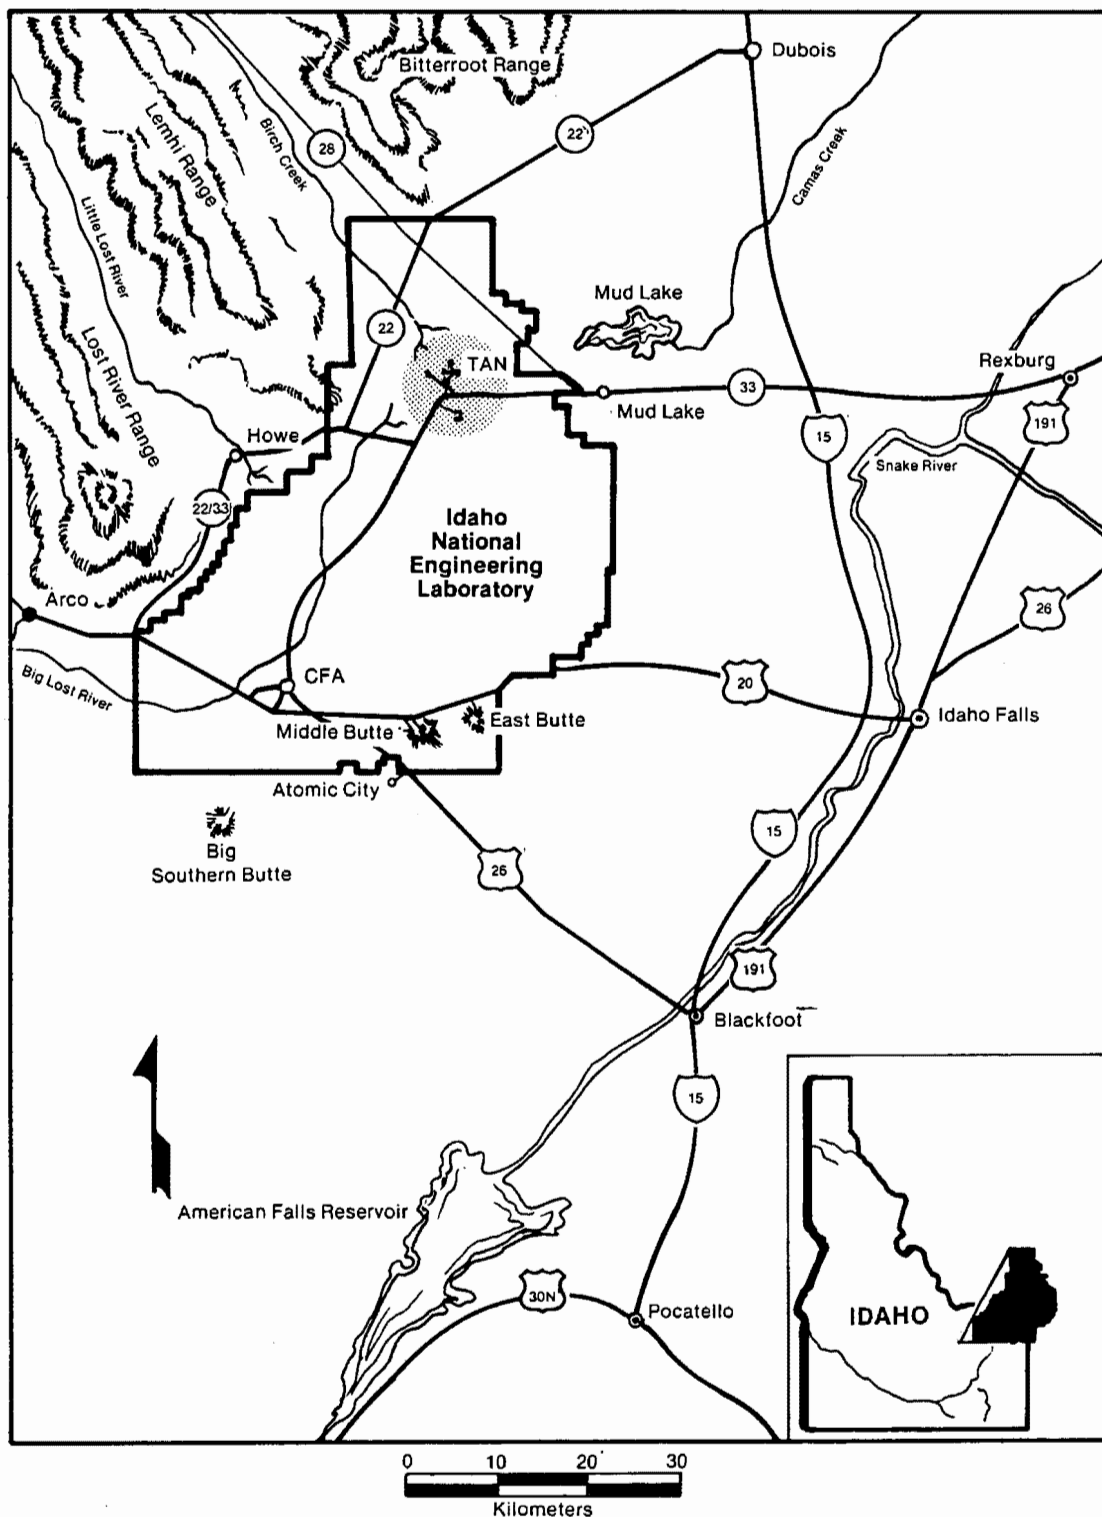 Dubois
Bitterroot Range
22
28
Birch Creek
Lemhi Range
Camas Creek
Little Lost River
Mud Lake
22
TAN
Rexburg
Lost River Range
Mud Lake
33
191
15
Howe
Snake River
22/33
Idaho
National
Engineering
Laboratory
Arco
26
CFA
Big Lost River
20
East Butte
Idaho Falls
Middle Butte
Atomic City
15
Big
Southern Butte
26
191
Blackfoot
15
American Falls Reservoir
30N
Pocatello
IDAHO
0 10 20 30
Kilometers